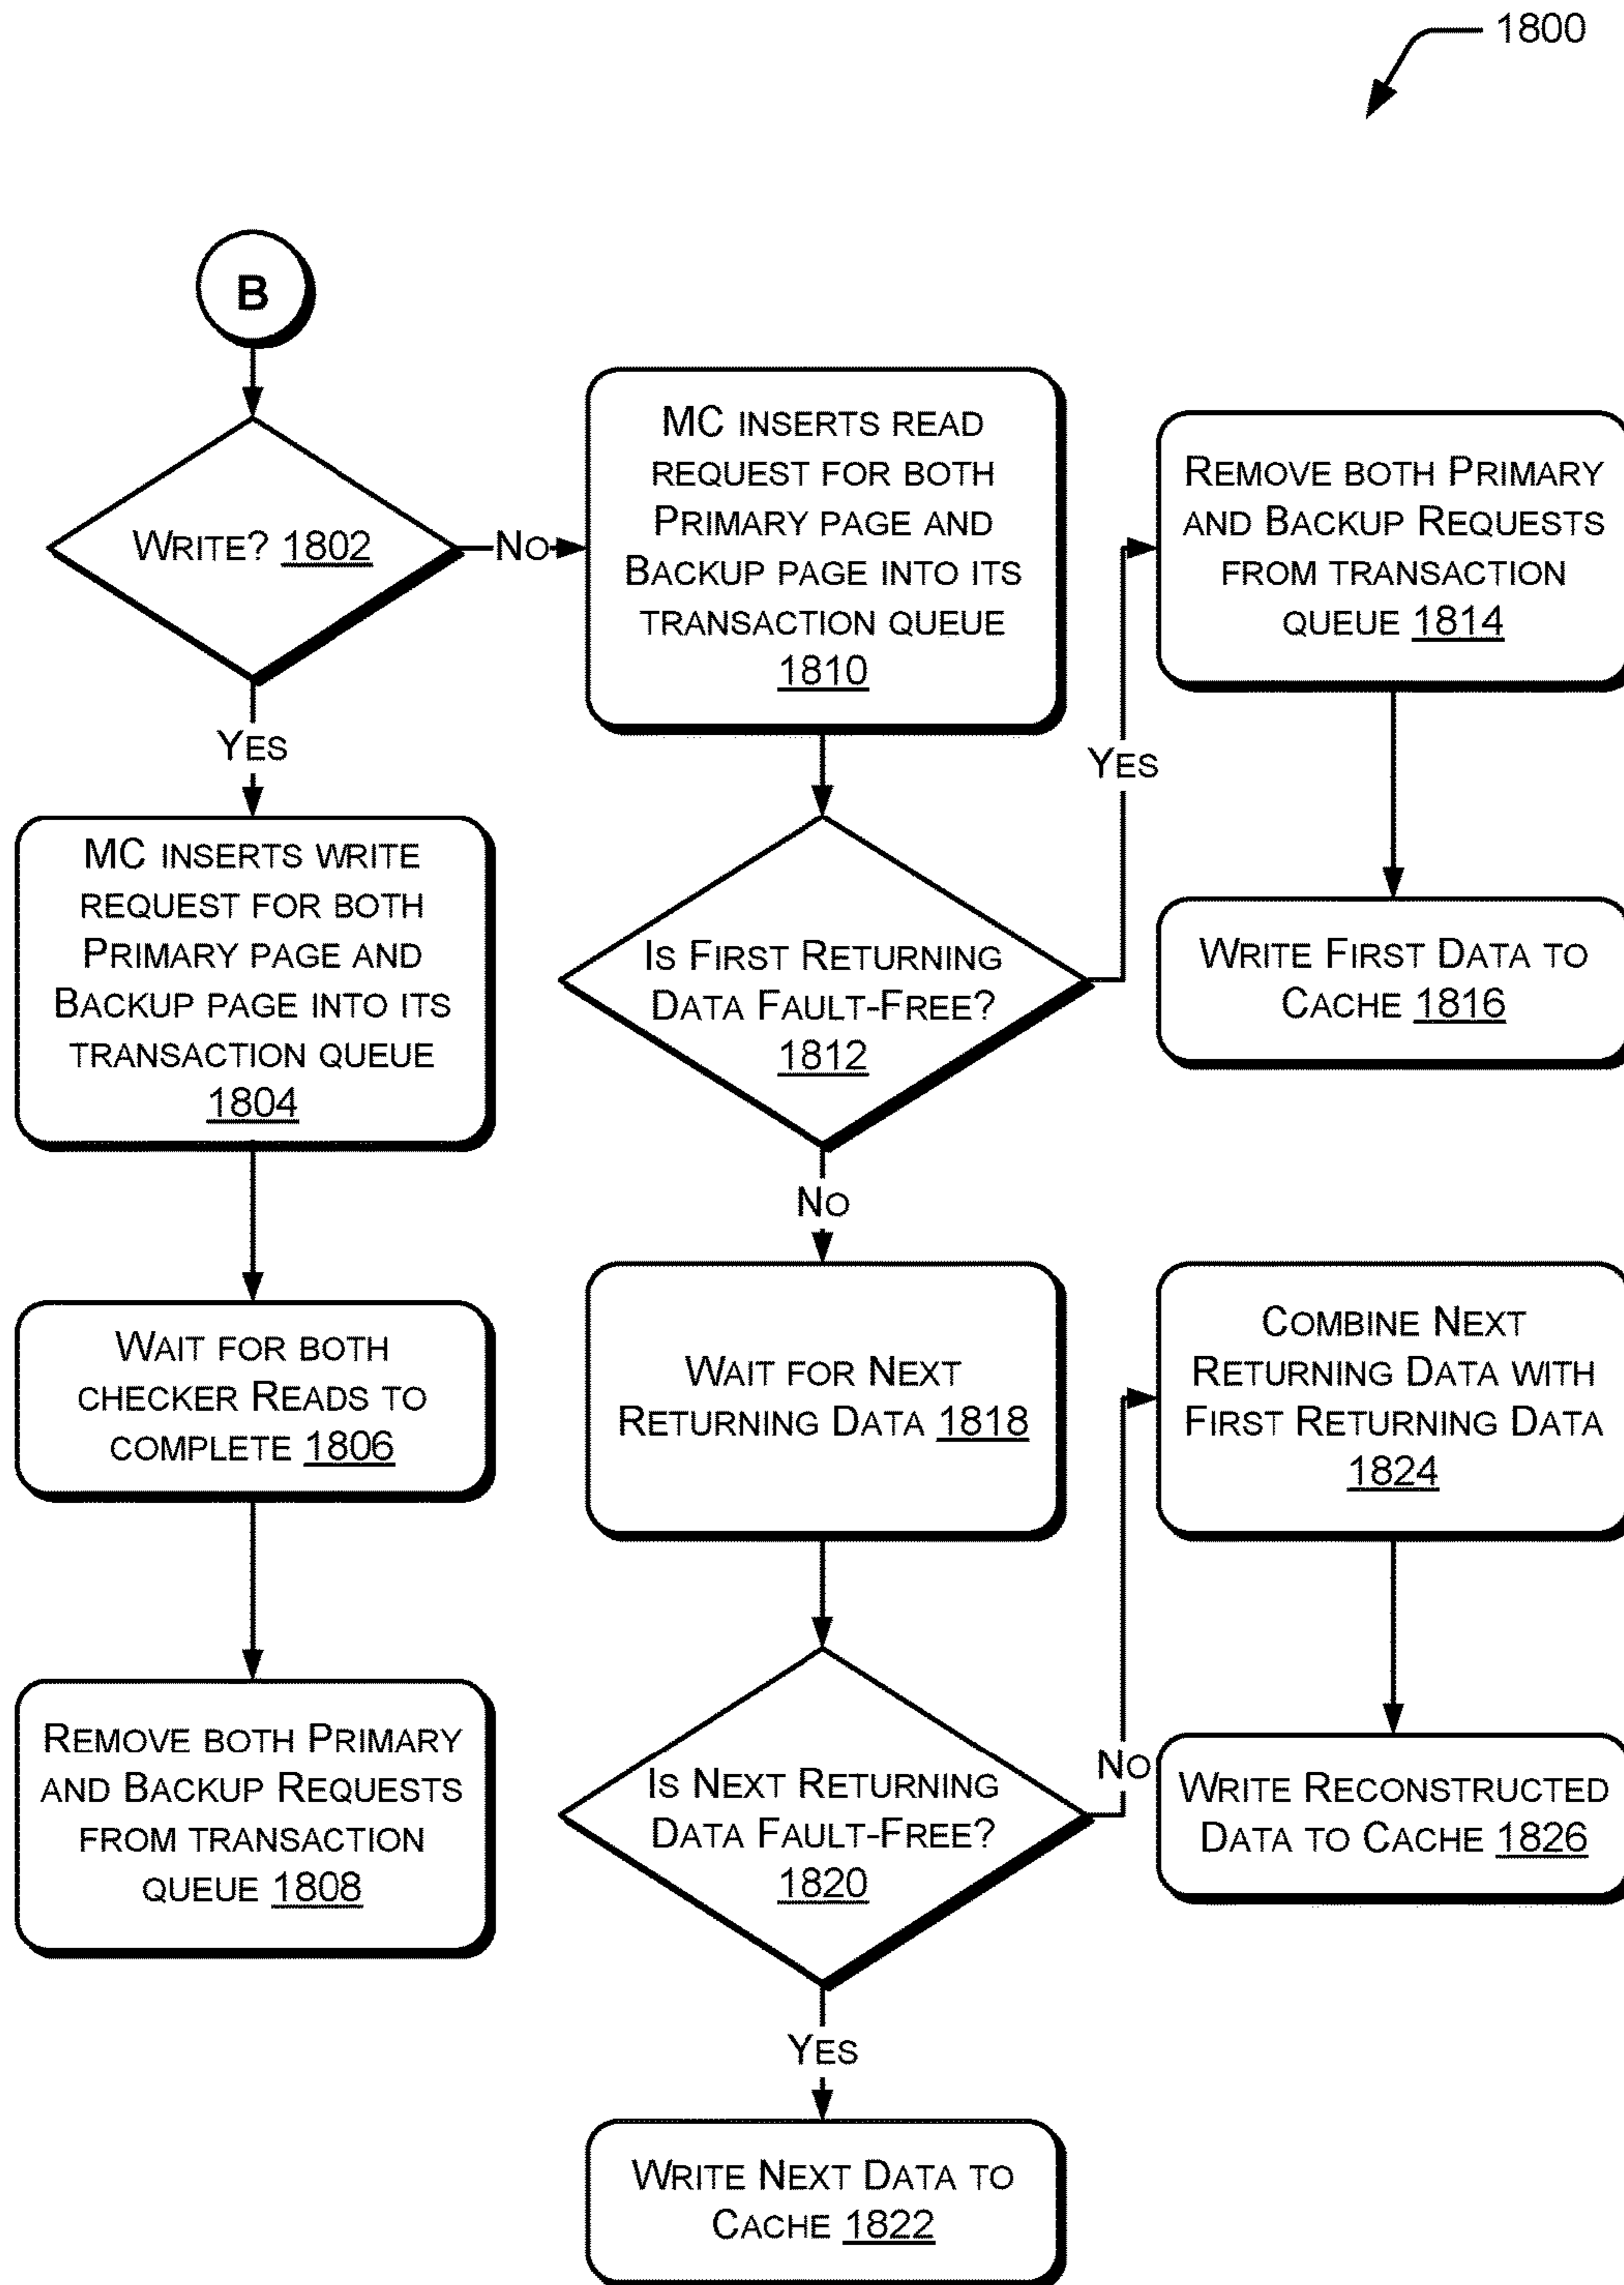 1800
B
WRITE? 1802
NO
YES
MC INSERTS WRITE
REQUEST FOR BOTH
PRIMARY PAGE AND
BACKUP PAGE INTO ITS
TRANSACTION QUEUE
1804
WAIT FOR BOTH
CHECKER READS TO
COMPLETE 1806
REMOVE BOTH PRIMARY
AND BACKUP REQUESTS
FROM TRANSACTION
QUEUE 1808
MC INSERTS READ
REQUEST FOR BOTH
PRIMARY PAGE AND
BACKUP PAGE INTO ITS
TRANSACTION QUEUE
1810
IS FIRST RETURNING
DATA FAULT-FREE?
1812
YES
REMOVE BOTH PRIMARY
AND BACKUP REQUESTS
FROM TRANSACTION
QUEUE 1814
WRITE FIRST DATA TO
CACHE 1816
NO
WAIT FOR NEXT
RETURNING DATA 1818
IS NEXT RETURNING
DATA FAULT-FREE?
1820
NO
COMBINE NEXT
RETURNING DATA WITH
FIRST RETURNING DATA
1824
WRITE RECONSTRUCTED
DATA TO CACHE 1826
YES
WRITE NEXT DATA TO
CACHE 1822